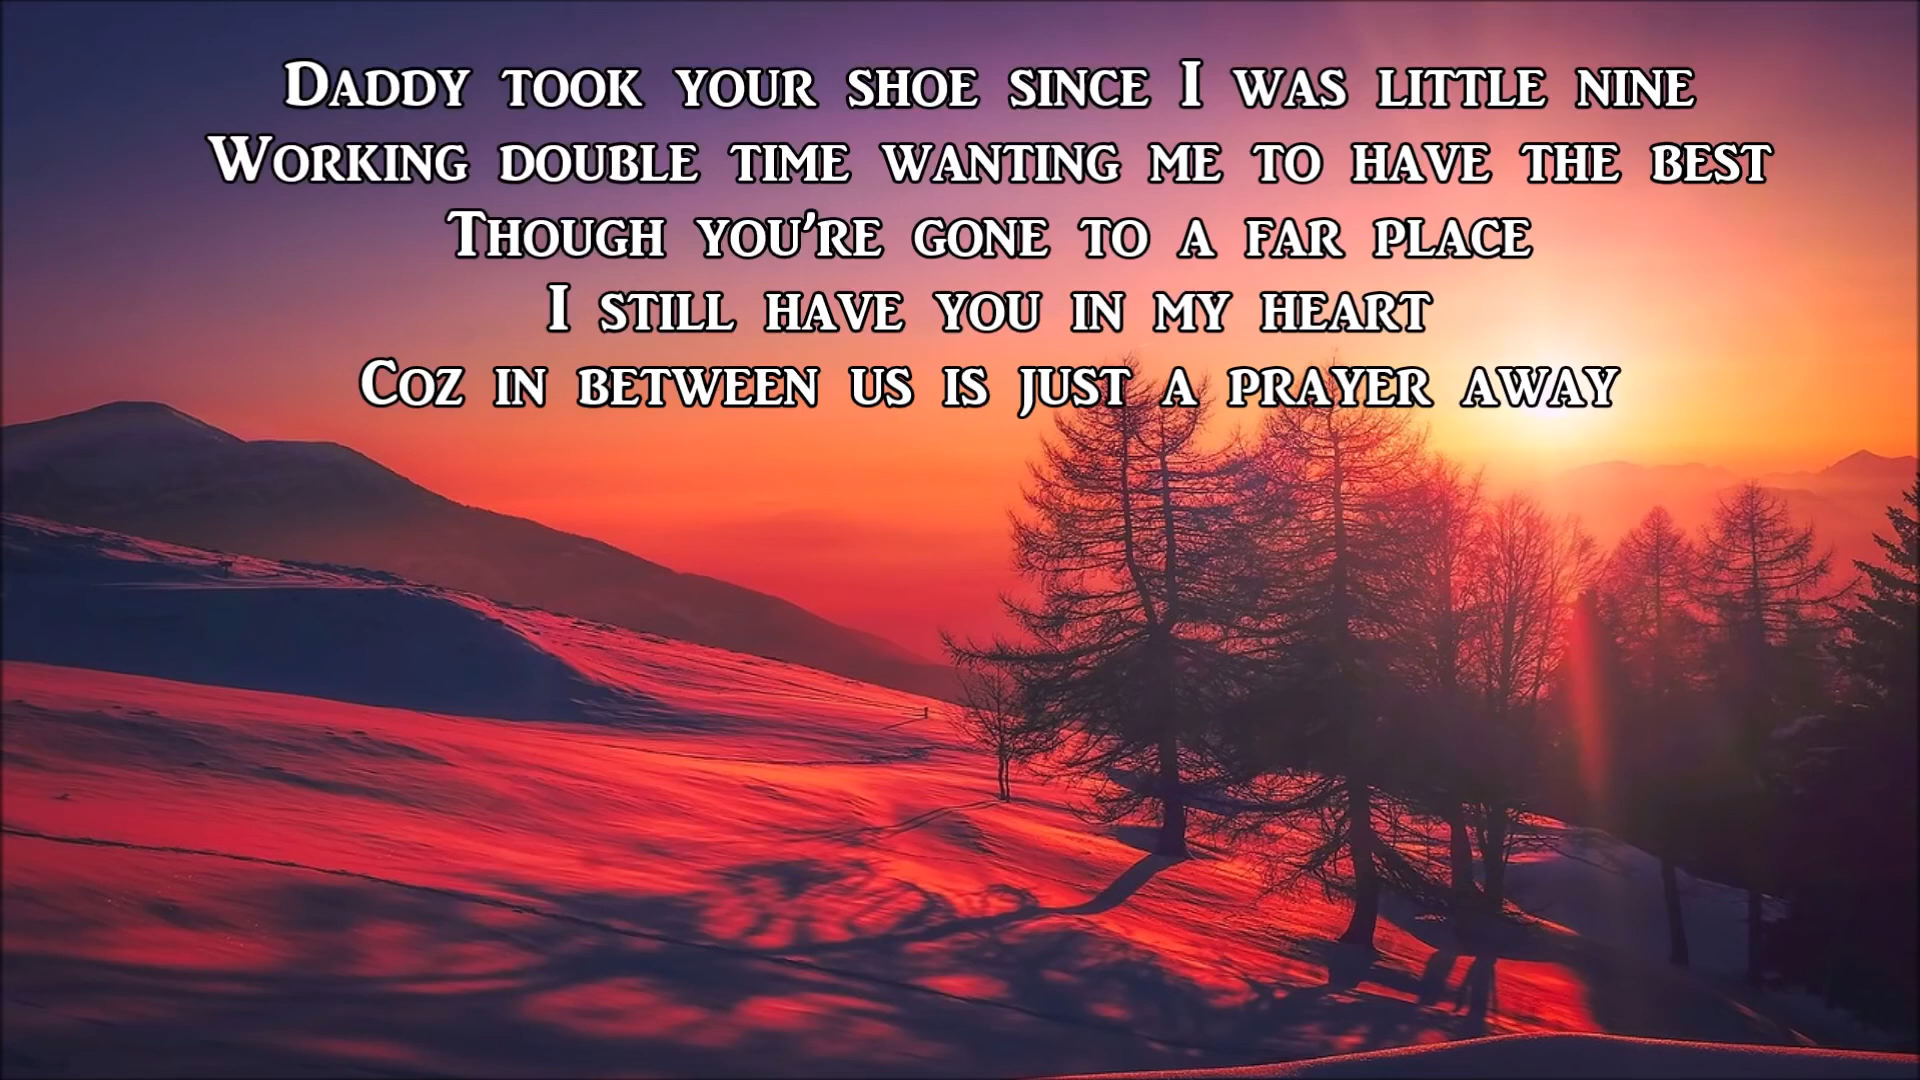 Daddy took your shoe since I was little nine
Working double time wanting me to have the best
Though you're gone to a far place
I still have you in my heart
Coz in between us is just a prayer away